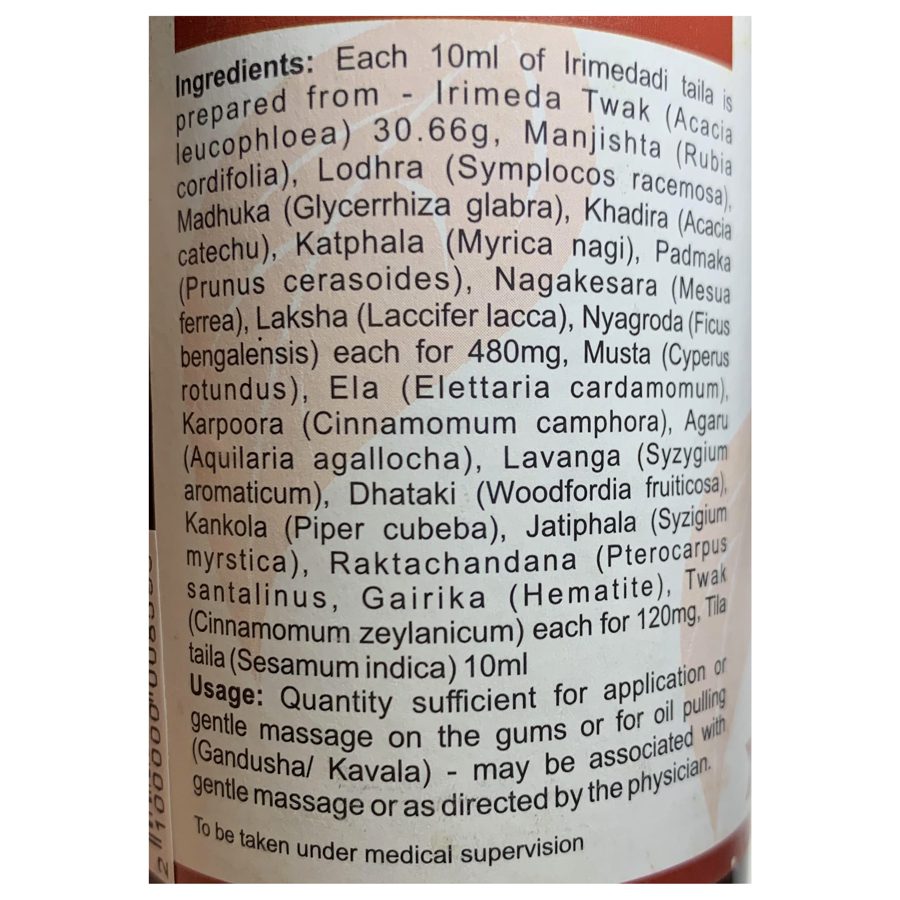 Ingredients: Each 10ml of Irimedadi taila is
prepared from - Irimeda Twak (Acacia
leucophloea) 30.66g, Manjishta (Rubia
cordifolia), Lodhra (Symplocos racemosa),
Madhuka (Glycerrhiza glabra), Khadira (Acacia
catechu), Katphala (Myrica nagi), Padmaka
(Prunus cerasoides), Nagakesara (Mesua
ferrea), Laksha (Laccifer lacca), Nyagroda (Ficus
bengalensis) each for 480mg, Musta (Cyperus
rotundus), Ela (Elettaria cardamomum),
Karpoora (Cinnamomum camphora), Agaru
(Aquilaria agallocha), Lavanga (Syzygium
aromaticum), Dhataki (Woodfordia fruiticosa),
Kankola (Piper cubeba), Jatiphala (Syzigium
myrstica), Raktachandana (Pterocarpus
santalinus, Gairika (Hematite), Twak
(Cinnamomum zeylanicum) each for 120mg, Tila
taila (Sesamum indica) 10ml
Usage: Quantity sufficient for application or
gentle massage on the gums or for oil pulling
(Gandusha/ Kavala) - may be associated with
gentle massage or as directed by the physician.
To be taken under medical supervision